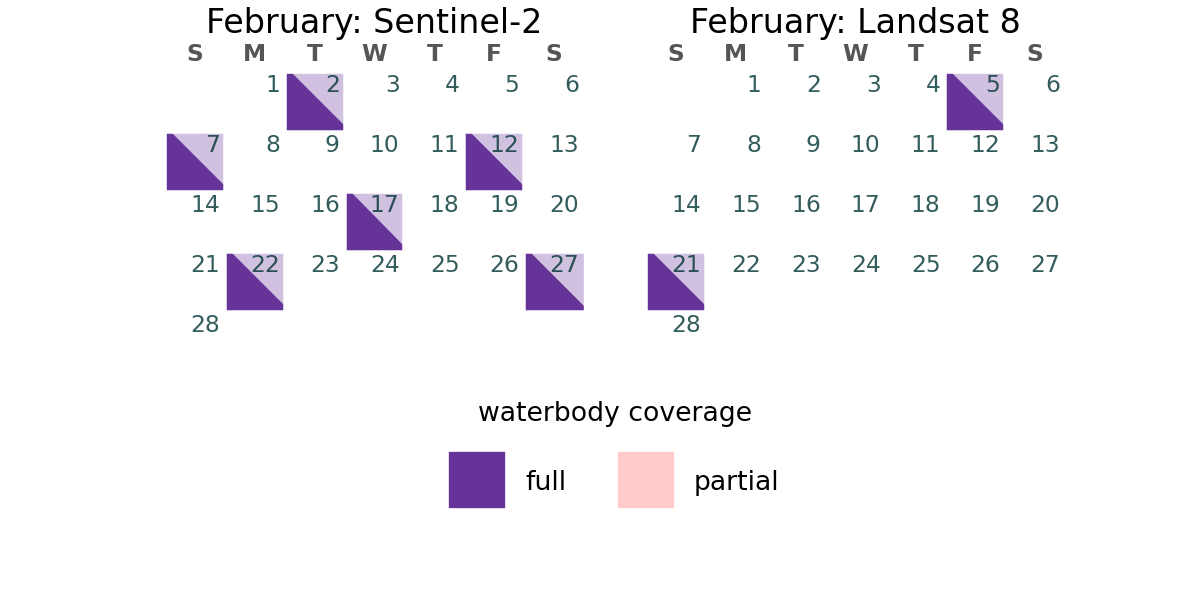 February: Sentinel-2
S M T W T F S
1 2 3 4 5 6
7 8 9 10 11 12 13
14 15 16 17 18 19 20
21 22 23 24 25 26 27
28
February: Landsat 8
S M T W T F S
1 2 3 4 5 6
7 8 9 10 11 12 13
14 15 16 17 18 19 20
21 22 23 24 25 26 27
28
waterbody coverage
full partial